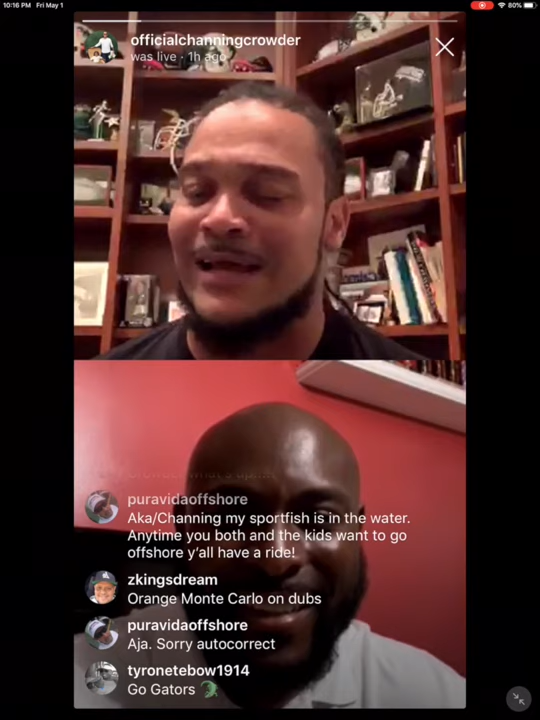 10:16 PM Fri May 1
80%
officialchanningcrowder
was live · 1h ago
puravidaoffshore
Aka/Channing my sportfish is in the water.
Anytime you both and the kids want to go
offshore y'all have a ride!
zkingsdream
Orange Monte Carlo on dubs
puravidaoffshore
Aja. Sorry autocorrect
tyronetebow1914
Go Gators 🐊